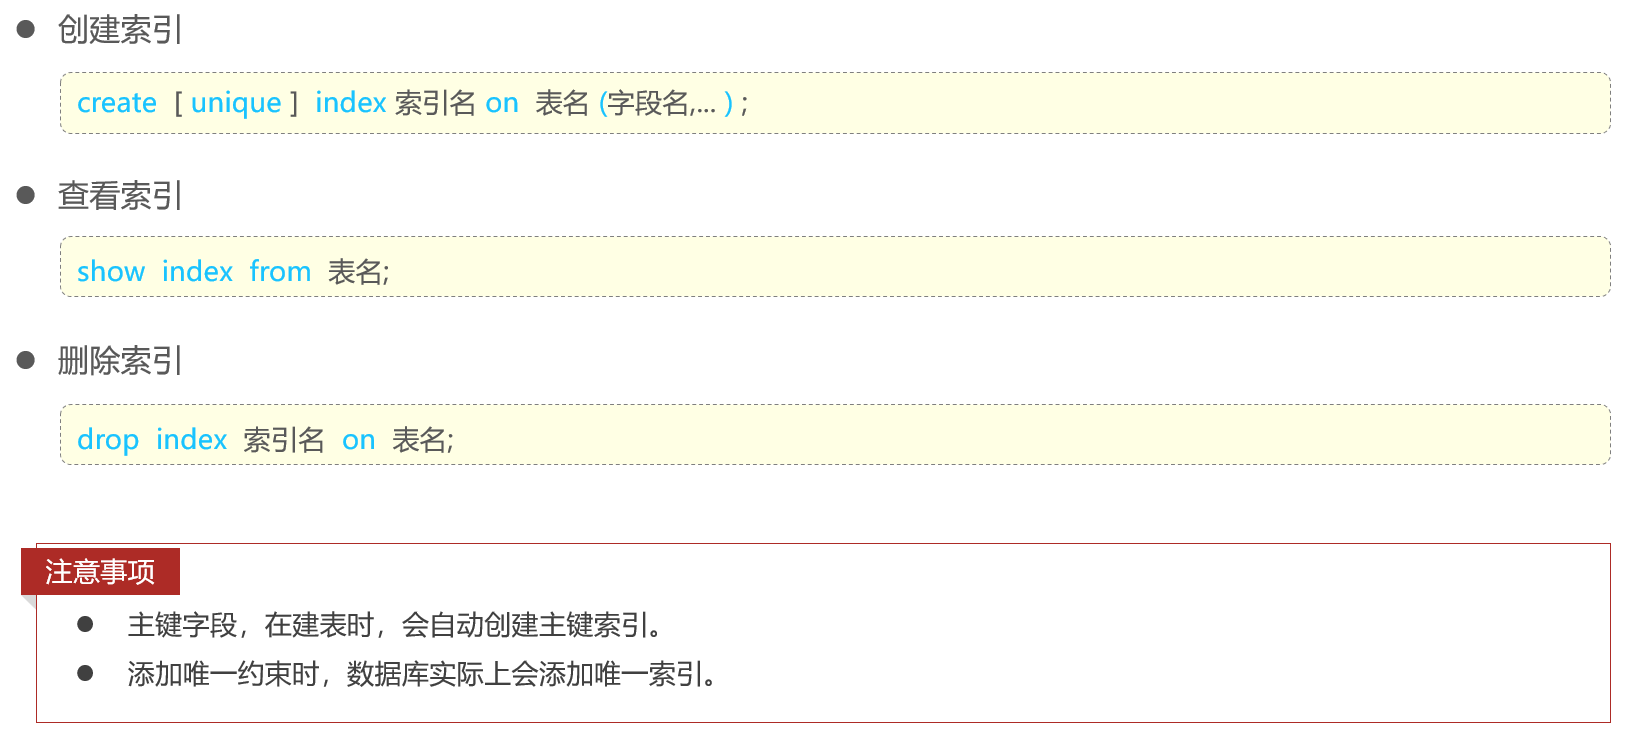 创建索引
create [ unique ] index 索引名 on 表名 (字段名,... ) ;
查看索引
show index from 表名;
删除索引
drop index 索引名 on 表名;
注意事项
主键字段，在建表时，会自动创建主键索引。
添加唯一约束时，数据库实际上会添加唯一索引。